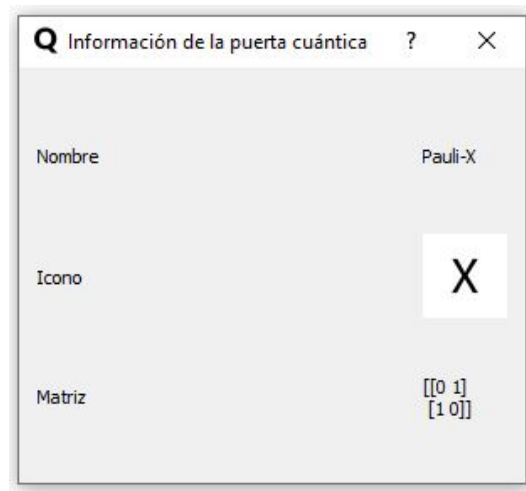 Q Información de la puerta cuántica ? X
Nombre Pauli-X
Icono X
Matriz [[0 1]
[1 0]]